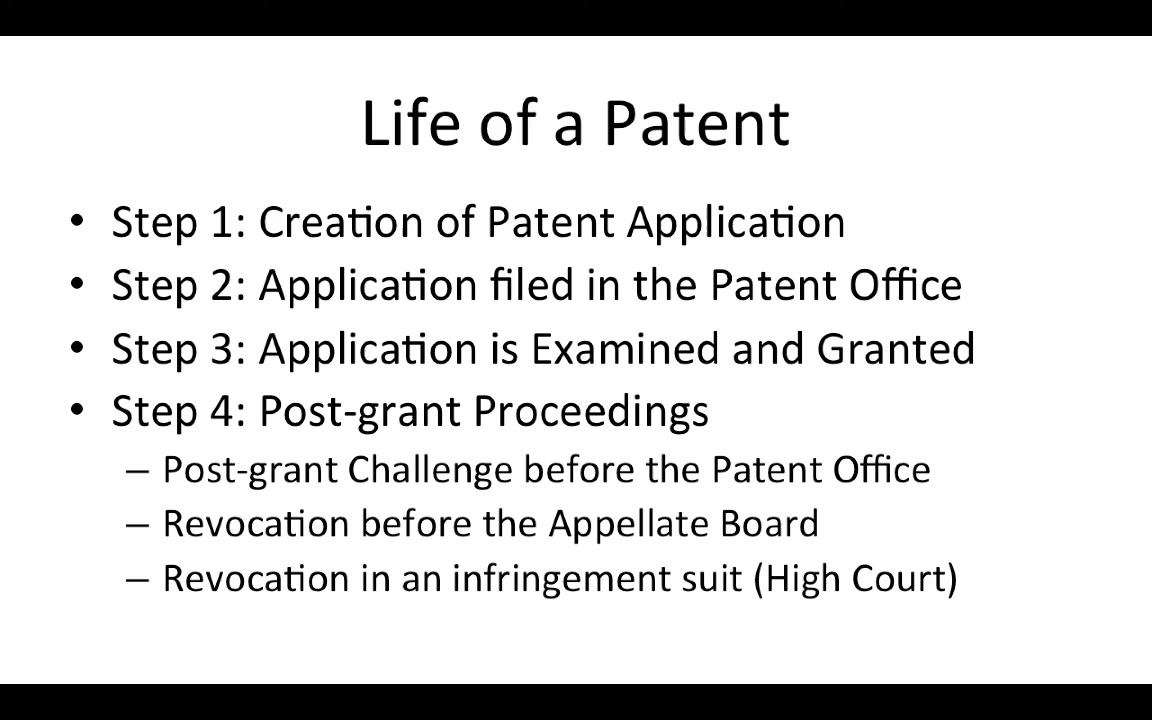 Life of a Patent
• Step 1: Creation of Patent Application
• Step 2: Application filed in the Patent Office
• Step 3: Application is Examined and Granted
• Step 4: Post-grant Proceedings
– Post-grant Challenge before the Patent Office
– Revocation before the Appellate Board
– Revocation in an infringement suit (High Court)